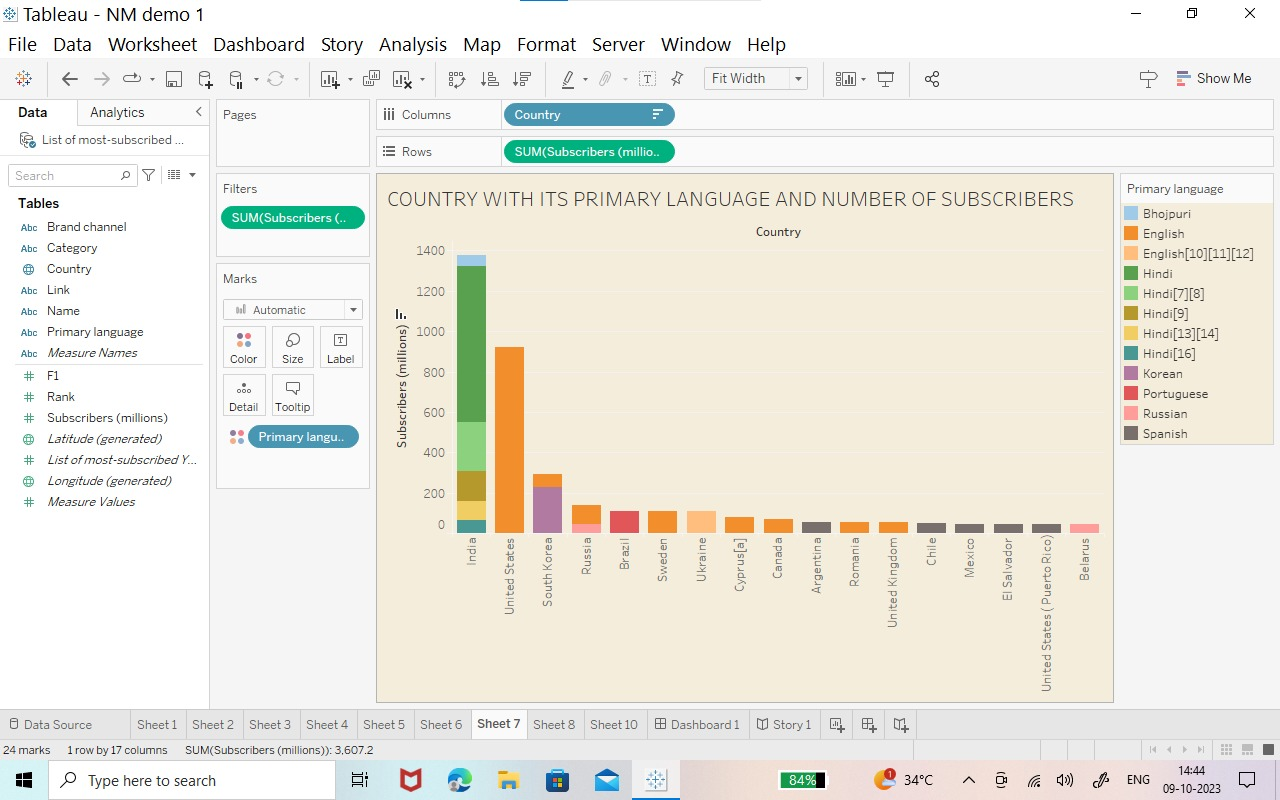 Tableau - NM demo 1
File Data Worksheet Dashboard Story Analysis Map Format Server Window Help
Fit Width
Show Me
Data Analytics
List of most-subscribed ...
Search
Tables
Abc Brand channel
Abc Category
Country
Abc Link
Abc Name
Abc Primary language
Abc Measure Names
# F1
# Rank
# Subscribers (millions)
Latitude (generated)
# List of most-subscribed Y...
Longitude (generated)
# Measure Values
Pages
Filters
SUM(Subscribers (..
Marks
Automatic
Color Size Label
Detail Tooltip
Primary langu..
Columns Country
Rows SUM(Subscribers (millio..
COUNTRY WITH ITS PRIMARY LANGUAGE AND NUMBER OF SUBSCRIBERS
Country
Subscribers (millions)
1400
1200
1000
800
600
400
200
0
India
United States
South Korea
Russia
Brazil
Sweden
Ukraine
Cyprus[a]
Canada
Argentina
Romania
United Kingdom
Chile
Mexico
El Salvador
United States ( Puerto Rico)
Belarus
Primary language
Bhojpuri
English
English[10][11][12]
Hindi
Hindi[7][8]
Hindi[9]
Hindi[13][14]
Hindi[16]
Korean
Portuguese
Russian
Spanish
Data Source Sheet 1 Sheet 2 Sheet 3 Sheet 4 Sheet 5 Sheet 6 Sheet 7 Sheet 8 Sheet 10 Dashboard 1 Story 1
24 marks 1 row by 17 columns SUM(Subscribers (millions)): 3,607.2
Type here to search
84%
1
34°C
ENG
14:44
09-10-2023